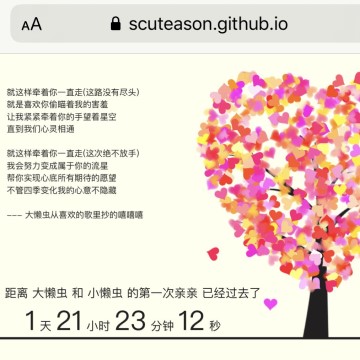 AA scuteason.github.io
就这样牵着你一直走(这路没有尽头)
就是喜欢你偷瞄着我的害羞
让我紧紧牵着你的手望着星空
直到我们心灵相通
就这样牵着你一直走(这次绝不放手)
我会努力变成属于你的流星
帮你实现心底所有期待的愿望
不管四季变化我的心意不隐藏
——— 大懒虫从喜欢的歌里抄的嘻嘻嘻
距离 大懒虫 和 小懒虫 的第一次亲亲 已经过去了
1 天 21 小时 23 分钟 12 秒